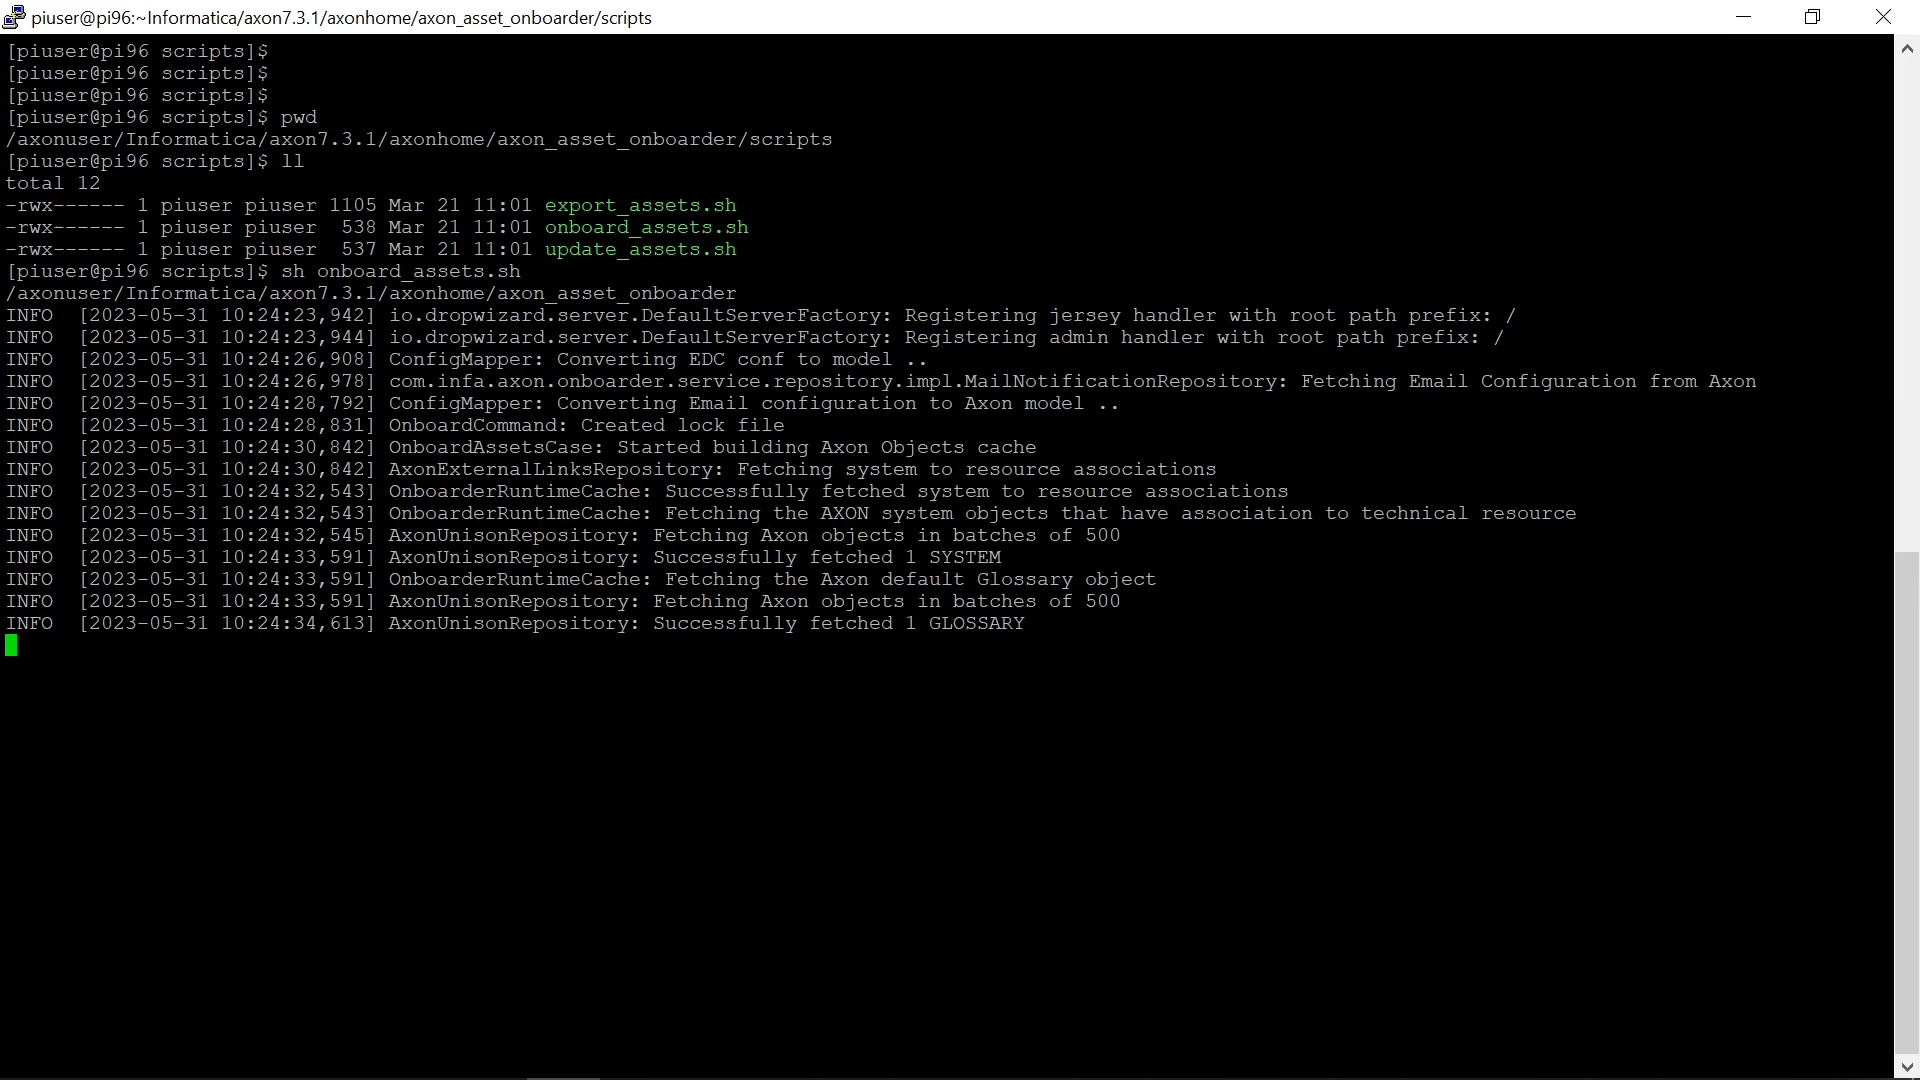 piuser@pi96:~Informatica/axon7.3.1/axonhome/axon_asset_onboarder/scripts
[piuser@pi96 scripts]$
[piuser@pi96 scripts]$
[piuser@pi96 scripts]$
[piuser@pi96 scripts]$ pwd
/axonuser/Informatica/axon7.3.1/axonhome/axon_asset_onboarder/scripts
[piuser@pi96 scripts]$ ll
total 12
-rwx------ 1 piuser piuser 1105 Mar 21 11:01 export_assets.sh
-rwx------ 1 piuser piuser  538 Mar 21 11:01 onboard_assets.sh
-rwx------ 1 piuser piuser  537 Mar 21 11:01 update_assets.sh
[piuser@pi96 scripts]$ sh onboard_assets.sh
/axonuser/Informatica/axon7.3.1/axonhome/axon_asset_onboarder
INFO  [2023-05-31 10:24:23,942] io.dropwizard.server.DefaultServerFactory: Registering jersey handler with root path prefix: /
INFO  [2023-05-31 10:24:23,944] io.dropwizard.server.DefaultServerFactory: Registering admin handler with root path prefix: /
INFO  [2023-05-31 10:24:26,908] ConfigMapper: Converting EDC conf to model ..
INFO  [2023-05-31 10:24:26,978] com.infa.axon.onboarder.service.repository.impl.MailNotificationRepository: Fetching Email Configuration from Axon
INFO  [2023-05-31 10:24:28,792] ConfigMapper: Converting Email configuration to Axon model ..
INFO  [2023-05-31 10:24:28,831] OnboardCommand: Created lock file
INFO  [2023-05-31 10:24:30,842] OnboardAssetsCase: Started building Axon Objects cache
INFO  [2023-05-31 10:24:30,842] AxonExternalLinksRepository: Fetching system to resource associations
INFO  [2023-05-31 10:24:32,543] OnboarderRuntimeCache: Successfully fetched system to resource associations
INFO  [2023-05-31 10:24:32,543] OnboarderRuntimeCache: Fetching the AXON system objects that have association to technical resource
INFO  [2023-05-31 10:24:32,545] AxonUnisonRepository: Fetching Axon objects in batches of 500
INFO  [2023-05-31 10:24:33,591] AxonUnisonRepository: Successfully fetched 1 SYSTEM
INFO  [2023-05-31 10:24:33,591] OnboarderRuntimeCache: Fetching the Axon default Glossary object
INFO  [2023-05-31 10:24:33,591] AxonUnisonRepository: Fetching Axon objects in batches of 500
INFO  [2023-05-31 10:24:34,613] AxonUnisonRepository: Successfully fetched 1 GLOSSARY